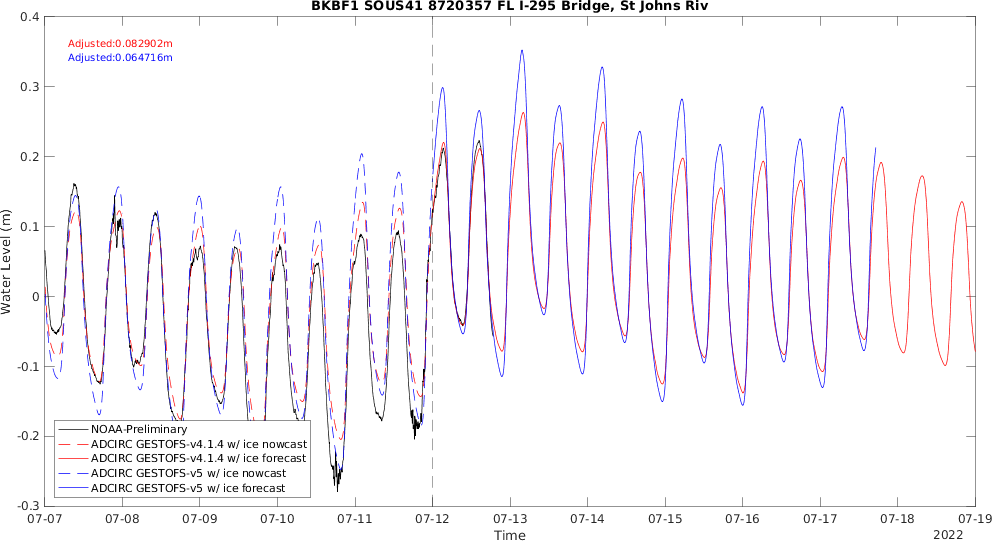 BKBF1 SOUS41 8720357 FL I-295 Bridge, St Johns Riv
Adjusted:0.082902m
Adjusted:0.064716m
Water Level (m)
0.4
0.3
0.2
0.1
0
-0.1
-0.2
-0.3
NOAA-Preliminary
ADCIRC GESTOFS-v4.1.4 w/ ice nowcast
ADCIRC GESTOFS-v4.1.4 w/ ice forecast
ADCIRC GESTOFS-v5 w/ ice nowcast
ADCIRC GESTOFS-v5 w/ ice forecast
07-07 07-08 07-09 07-10 07-11 07-12 07-13 07-14 07-15 07-16 07-17 07-18 07-19
Time
2022